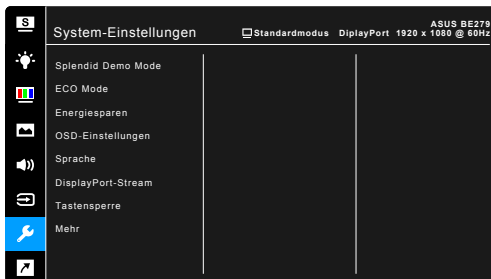 S
ASUS BE279
System-Einstellungen
Standardmodus DiplayPort 1920 x 1080 @ 60Hz
Splendid Demo Mode
ECO Mode
Energiesparen
OSD-Einstellungen
Sprache
DisplayPort-Stream
Tastensperre
Mehr